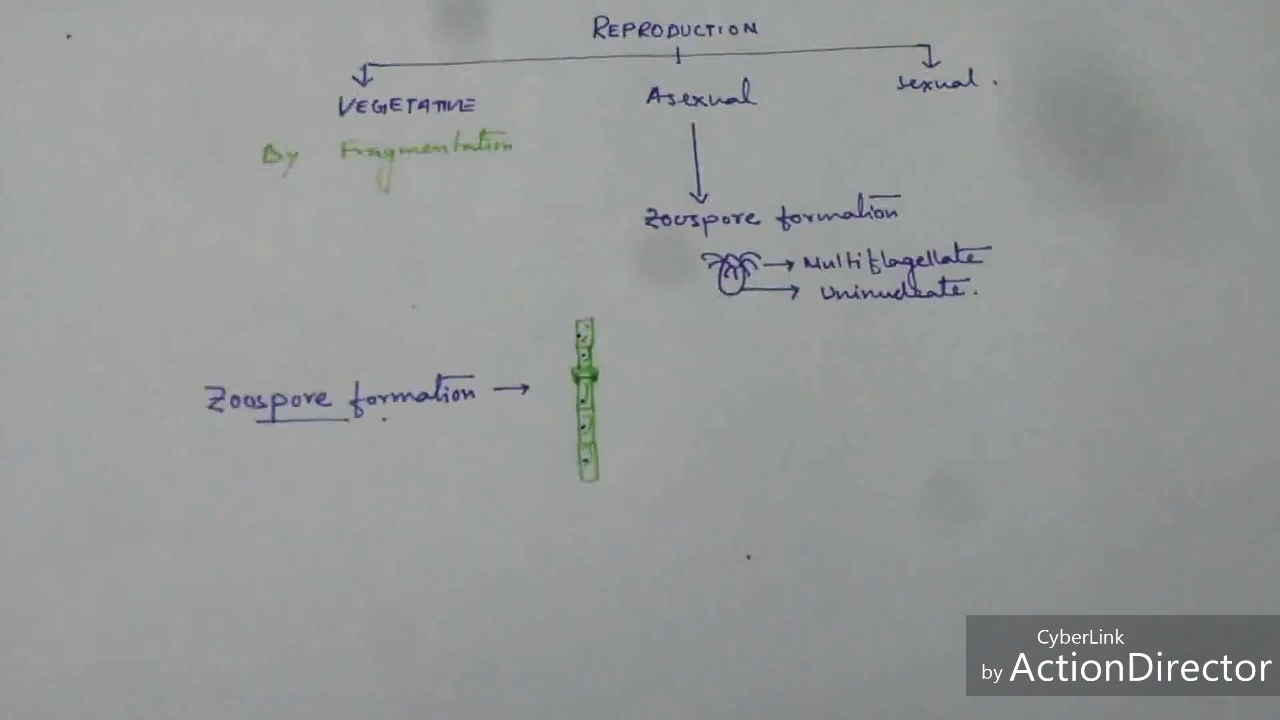 REPRODUCTION
VEGETATIVE
Asexual
sexual.
By Fragmentation
Zoospore formation
Multiflagellate
Uninucleate.
Zoospore formation
CyberLink
by ActionDirector